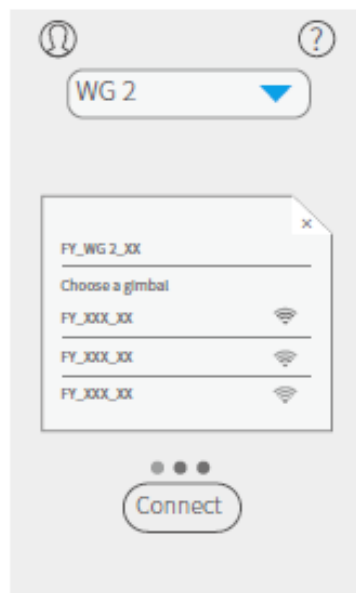 ?
WG 2
×
FY_WG 2_XX
Choose a gimbal
FY_XXX_XX
FY_XXX_XX
FY_XXX_XX
Connect